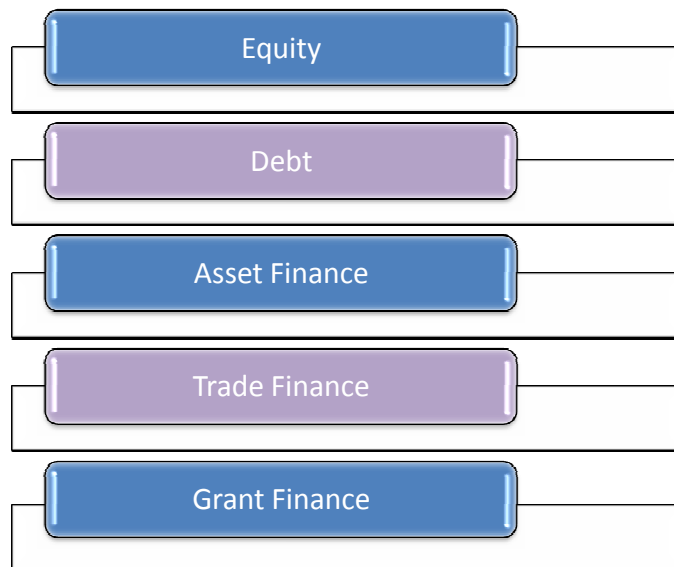 Equity
Debt
Asset Finance
Trade Finance
Grant Finance